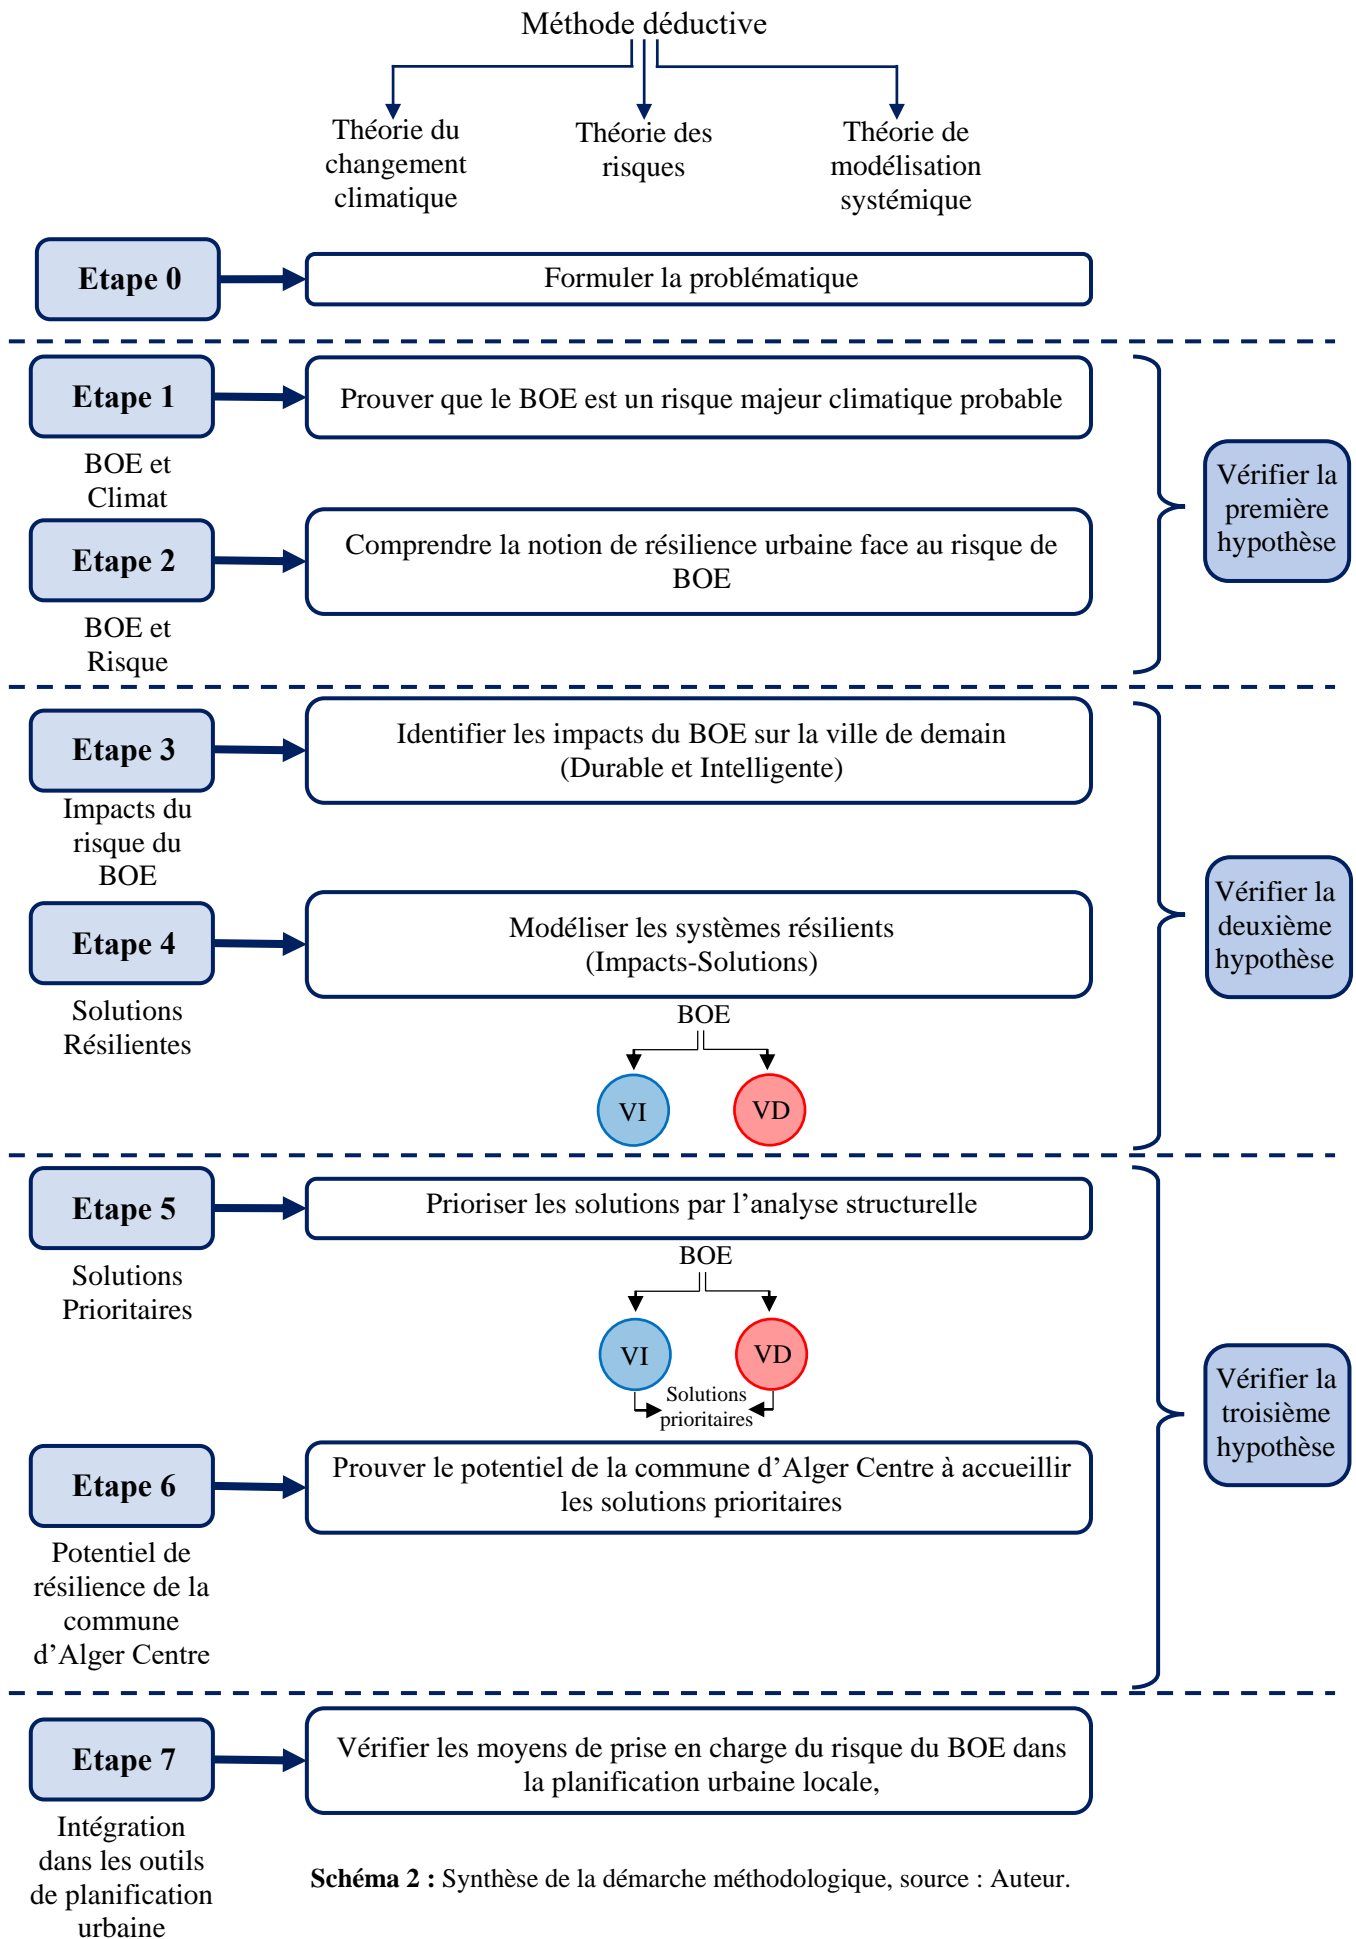 Méthode déductive
Théorie du
changement
climatique
Théorie des
risques
Théorie de
modélisation
systémique
Etape 0
Formuler la problématique
Etape 1
Prouver que le BOE est un risque majeur climatique probable
BOE et
Climat
Etape 2
Comprendre la notion de résilience urbaine face au risque de
BOE
BOE et
Risque
Vérifier la
première
hypothèse
Etape 3
Identifier les impacts du BOE sur la ville de demain
(Durable et Intelligente)
Impacts du
risque du
BOE
Etape 4
Modéliser les systèmes résilients
(Impacts-Solutions)
Solutions
Résilientes
BOE
VI
VD
Vérifier la
deuxième
hypothèse
Etape 5
Prioriser les solutions par l’analyse structurelle
Solutions
Prioritaires
BOE
VI
VD
Solutions
prioritaires
Etape 6
Prouver le potentiel de la commune d’Alger Centre à accueillir
les solutions prioritaires
Potentiel de
résilience de la
commune
d’Alger Centre
Vérifier la
troisième
hypothèse
Etape 7
Vérifier les moyens de prise en charge du risque du BOE dans
la planification urbaine locale,
Intégration
dans les outils
de planification
urbaine
Schéma 2 : Synthèse de la démarche méthodologique, source : Auteur.